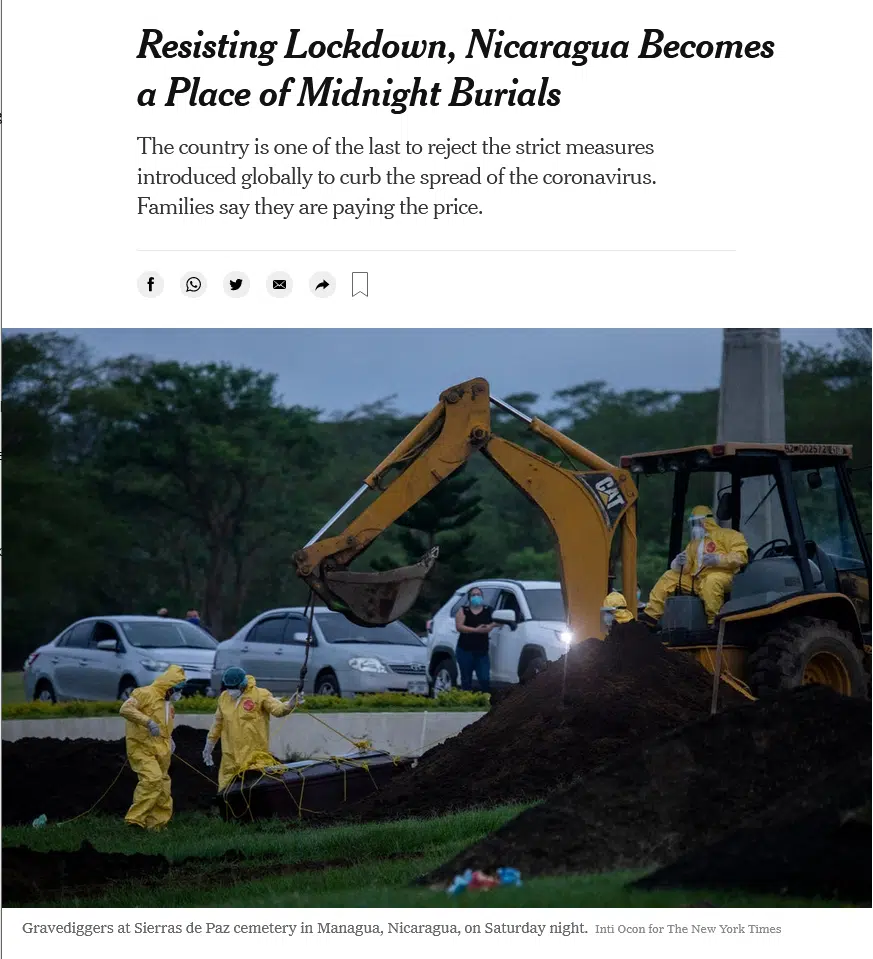 Resisting Lockdown, Nicaragua Becomes
a Place of Midnight Burials
The country is one of the last to reject the strict measures
introduced globally to curb the spread of the coronavirus.
Families say they are paying the price.
CAT
Gravediggers at Sierras de Paz cemetery in Managua, Nicaragua, on Saturday night. Inti Ocon for The New York Times